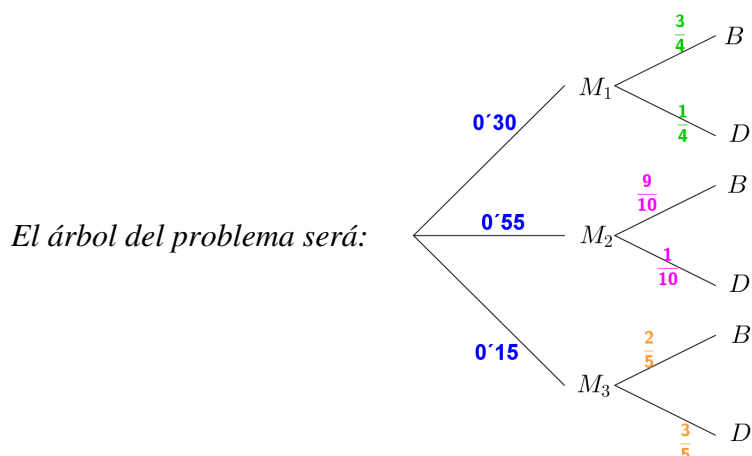 3/4
B
0´30
M₁
1/4
D
9/10
B
El árbol del problema será:
0´55
M₂
1/10
D
2/5
B
0´15
M₃
3/5
D